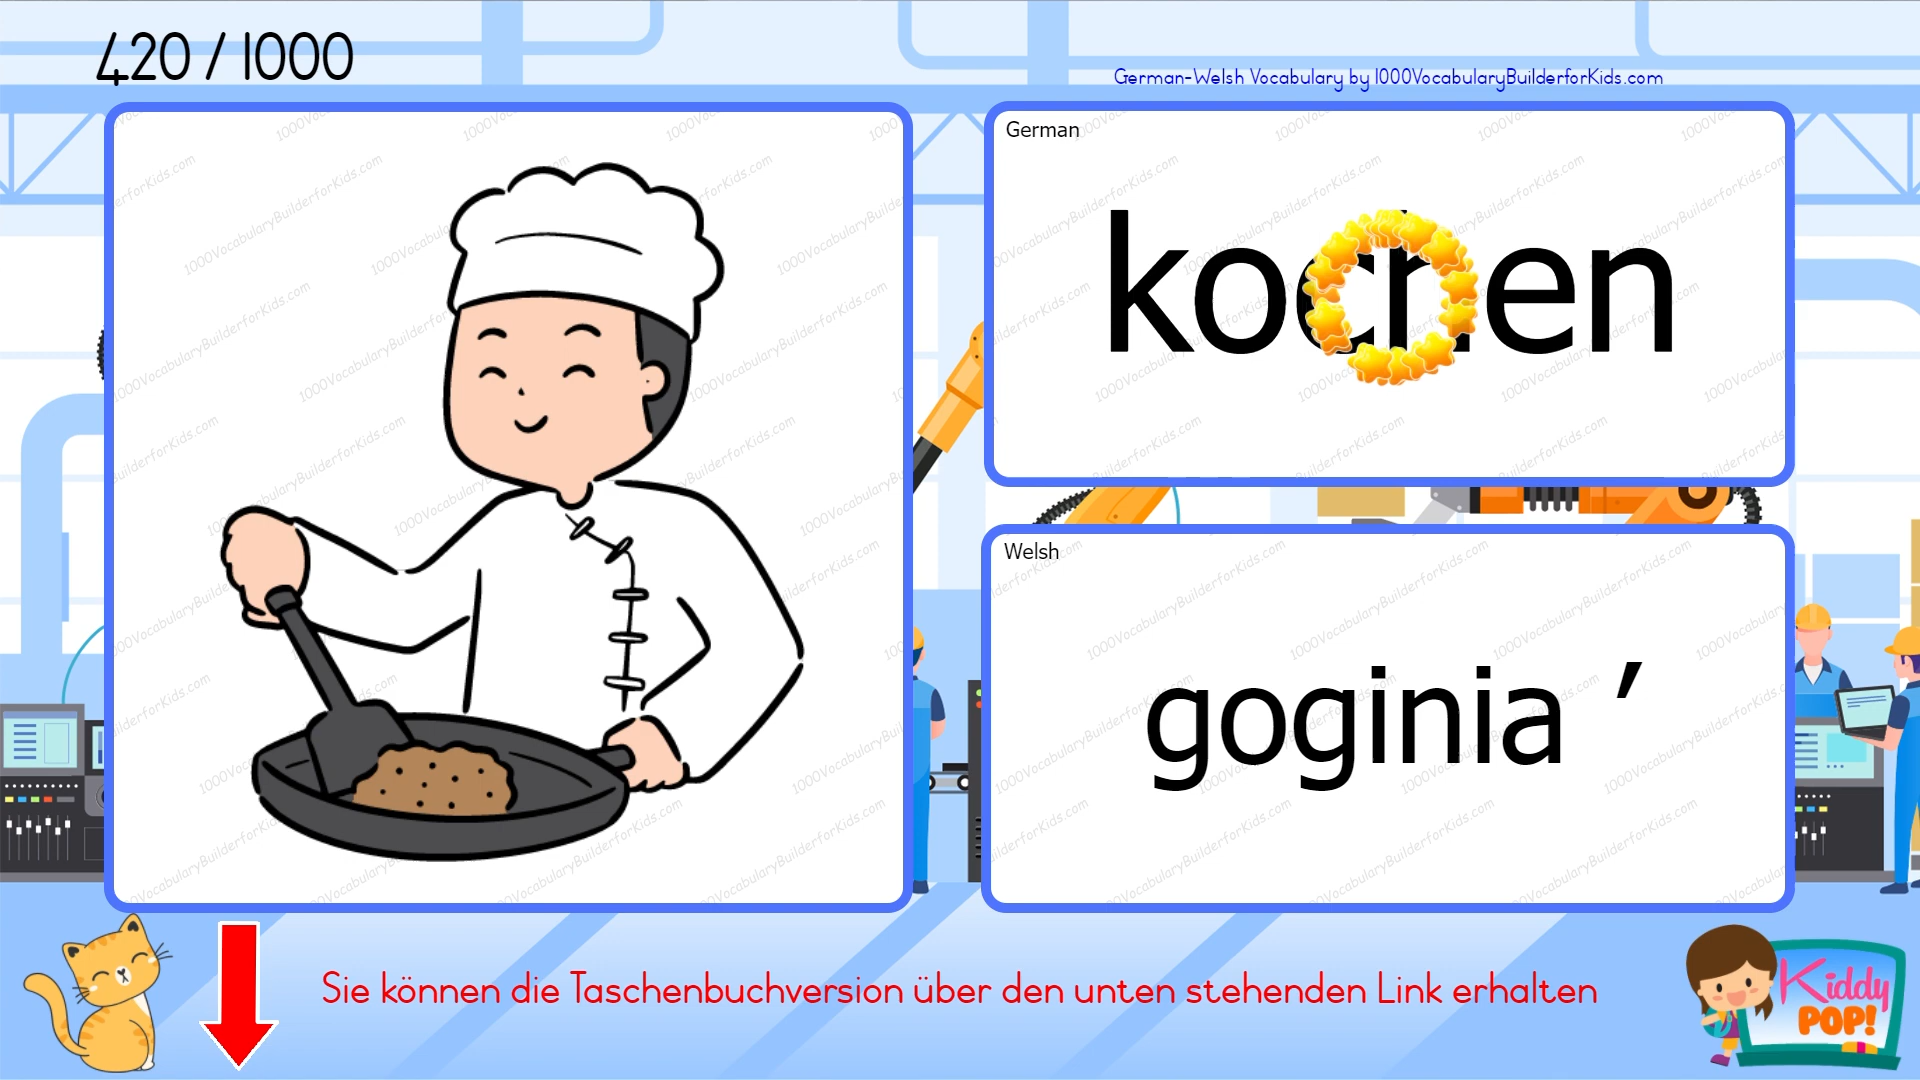 420 / 1000
German-Welsh Vocabulary by 1000VocabularyBuilderforKids.com
German
kochen
Welsh
goginia ’
Sie können die Taschenbuchversion über den unten stehenden Link erhalten
Kiddy
POP!